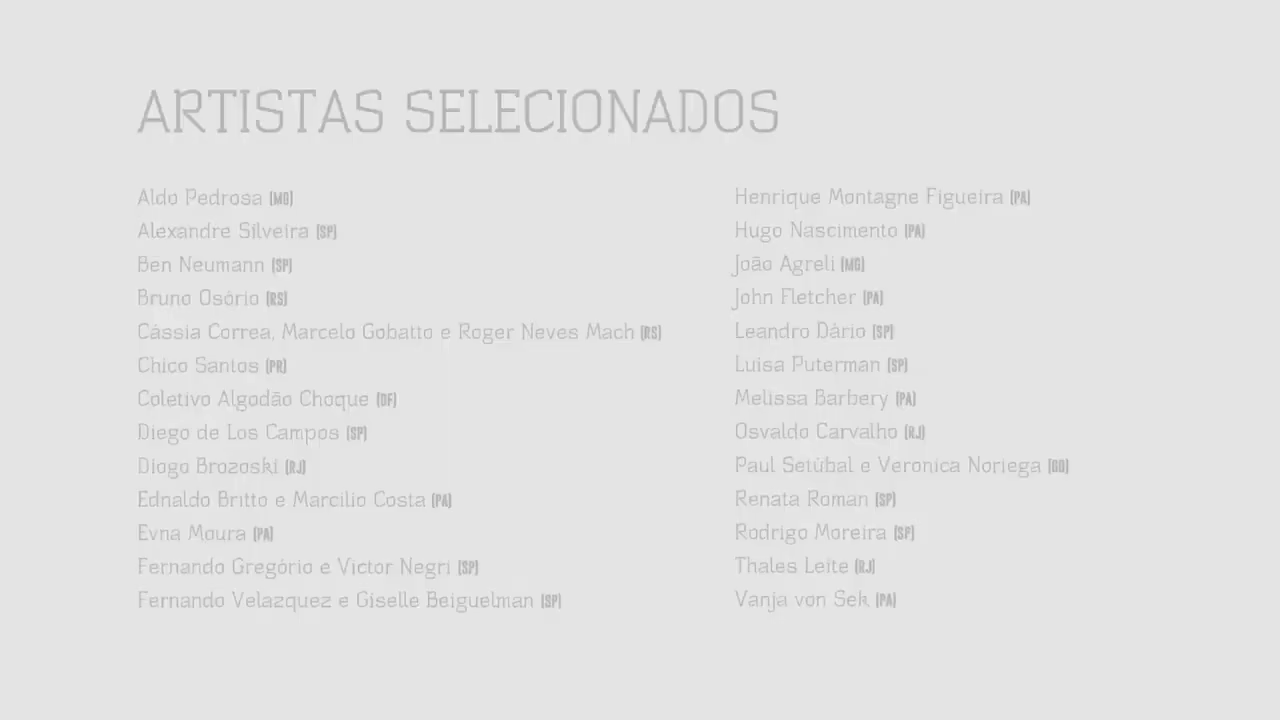 ARTISTAS SELECIONADOS
Aldo Pedrosa (MG)
Alexandre Silveira (SP)
Ben Neumann (SP)
Bruno Osório (RS)
Cássia Correa, Marcelo Gobatto e Roger Neves Mach (RS)
Chico Santos (PR)
Coletivo Algodão Choque (DF)
Diego de Los Campos (SP)
Diogo Brozoski (RJ)
Ednaldo Britto e Marcilio Costa (PA)
Evna Moura (PA)
Fernando Gregório e Victor Negri (SP)
Fernando Velazquez e Giselle Beiguelman (SP)
Henrique Montagne Figueira (PA)
Hugo Nascimento (PA)
João Agreli (MG)
John Fletcher (PA)
Leandro Dário (SP)
Luisa Puterman (SP)
Melissa Barbery (PA)
Osvaldo Carvalho (RJ)
Paul Setúbal e Veronica Noriega
Renata Roman (SP)
Rodrigo Moreira (SP)
Thales Leite (RJ)
Vanja von Sek (PA)